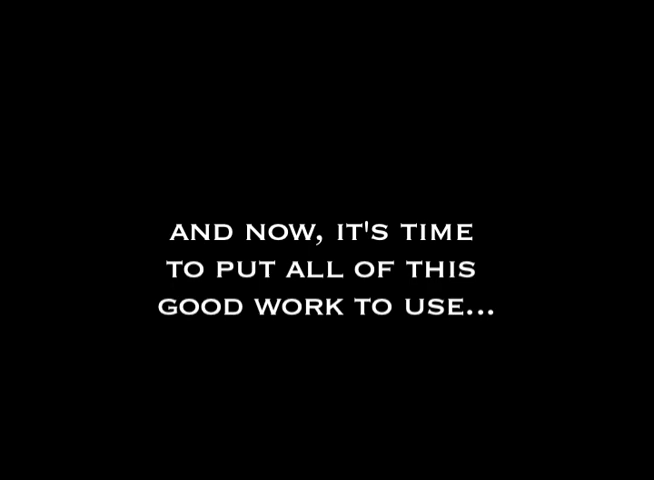 AND NOW, IT'S TIME
TO PUT ALL OF THIS
GOOD WORK TO USE...